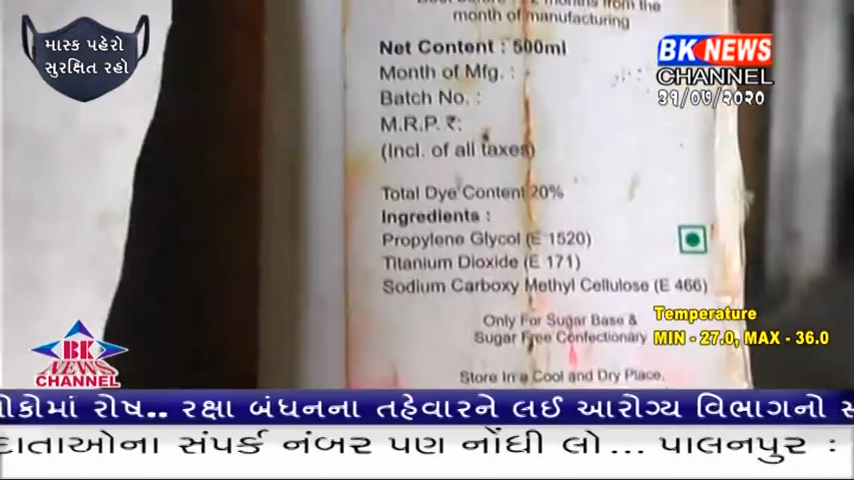 માસ્ક પહેરો
સુરક્ષિત રહો
months from the
month of manufacturing
Net Content : 500ml
Month of Mfg. :
Batch No. :
M.R.P. ₹:
(Incl. of all taxes)
Total Dye Content 20%
Ingredients :
Propylene Glycol (E 1520)
Titanium Dioxide (E 171)
Sodium Carboxy Methyl Cellulose (E 466)
Only For Sugar Base &
Sugar Free Confectionary
Store In a Cool and Dry Place.
BK NEWS
CHANNEL
૩૧/૦૭/૨૦૨૦
Temperature
MIN - 27.0, MAX - 36.0
BK
NEWS
CHANNEL
રોષ.. રક્ષા બંધનના તહેવારને લઈ આરોગ્ય વિભાગનો
સંપર્ક નંબર પણ નોંધી લો... પાલનપુર :